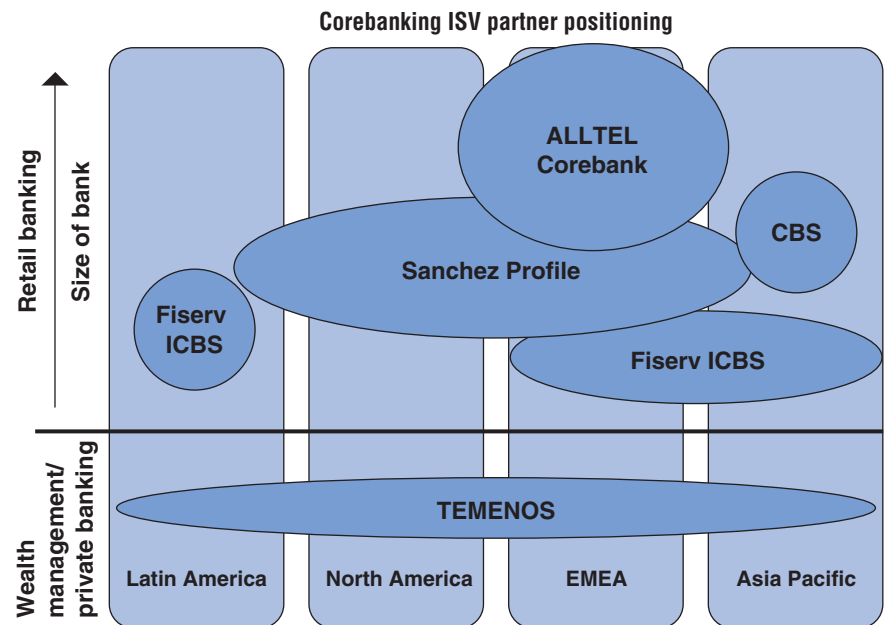 Corebanking ISV partner positioning
Retail banking
Size of bank
ALLTEL
Corebank
CBS
Sanchez Profile
Fiserv
ICBS
Fiserv ICBS
Wealth
management/
private banking
TEMENOS
Latin America
North America
EMEA
Asia Pacific